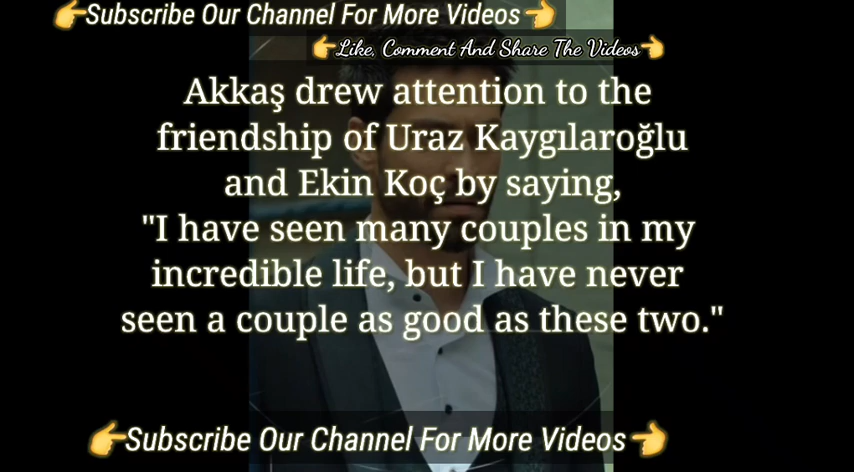 👉Subscribe Our Channel For More Videos👈
👉Like, Comment And Share The Videos👈
Akkaş drew attention to the
friendship of Uraz Kaygılaroğlu
and Ekin Koç by saying,
"I have seen many couples in my
incredible life, but I have never
seen a couple as good as these two."
👉Subscribe Our Channel For More Videos👈